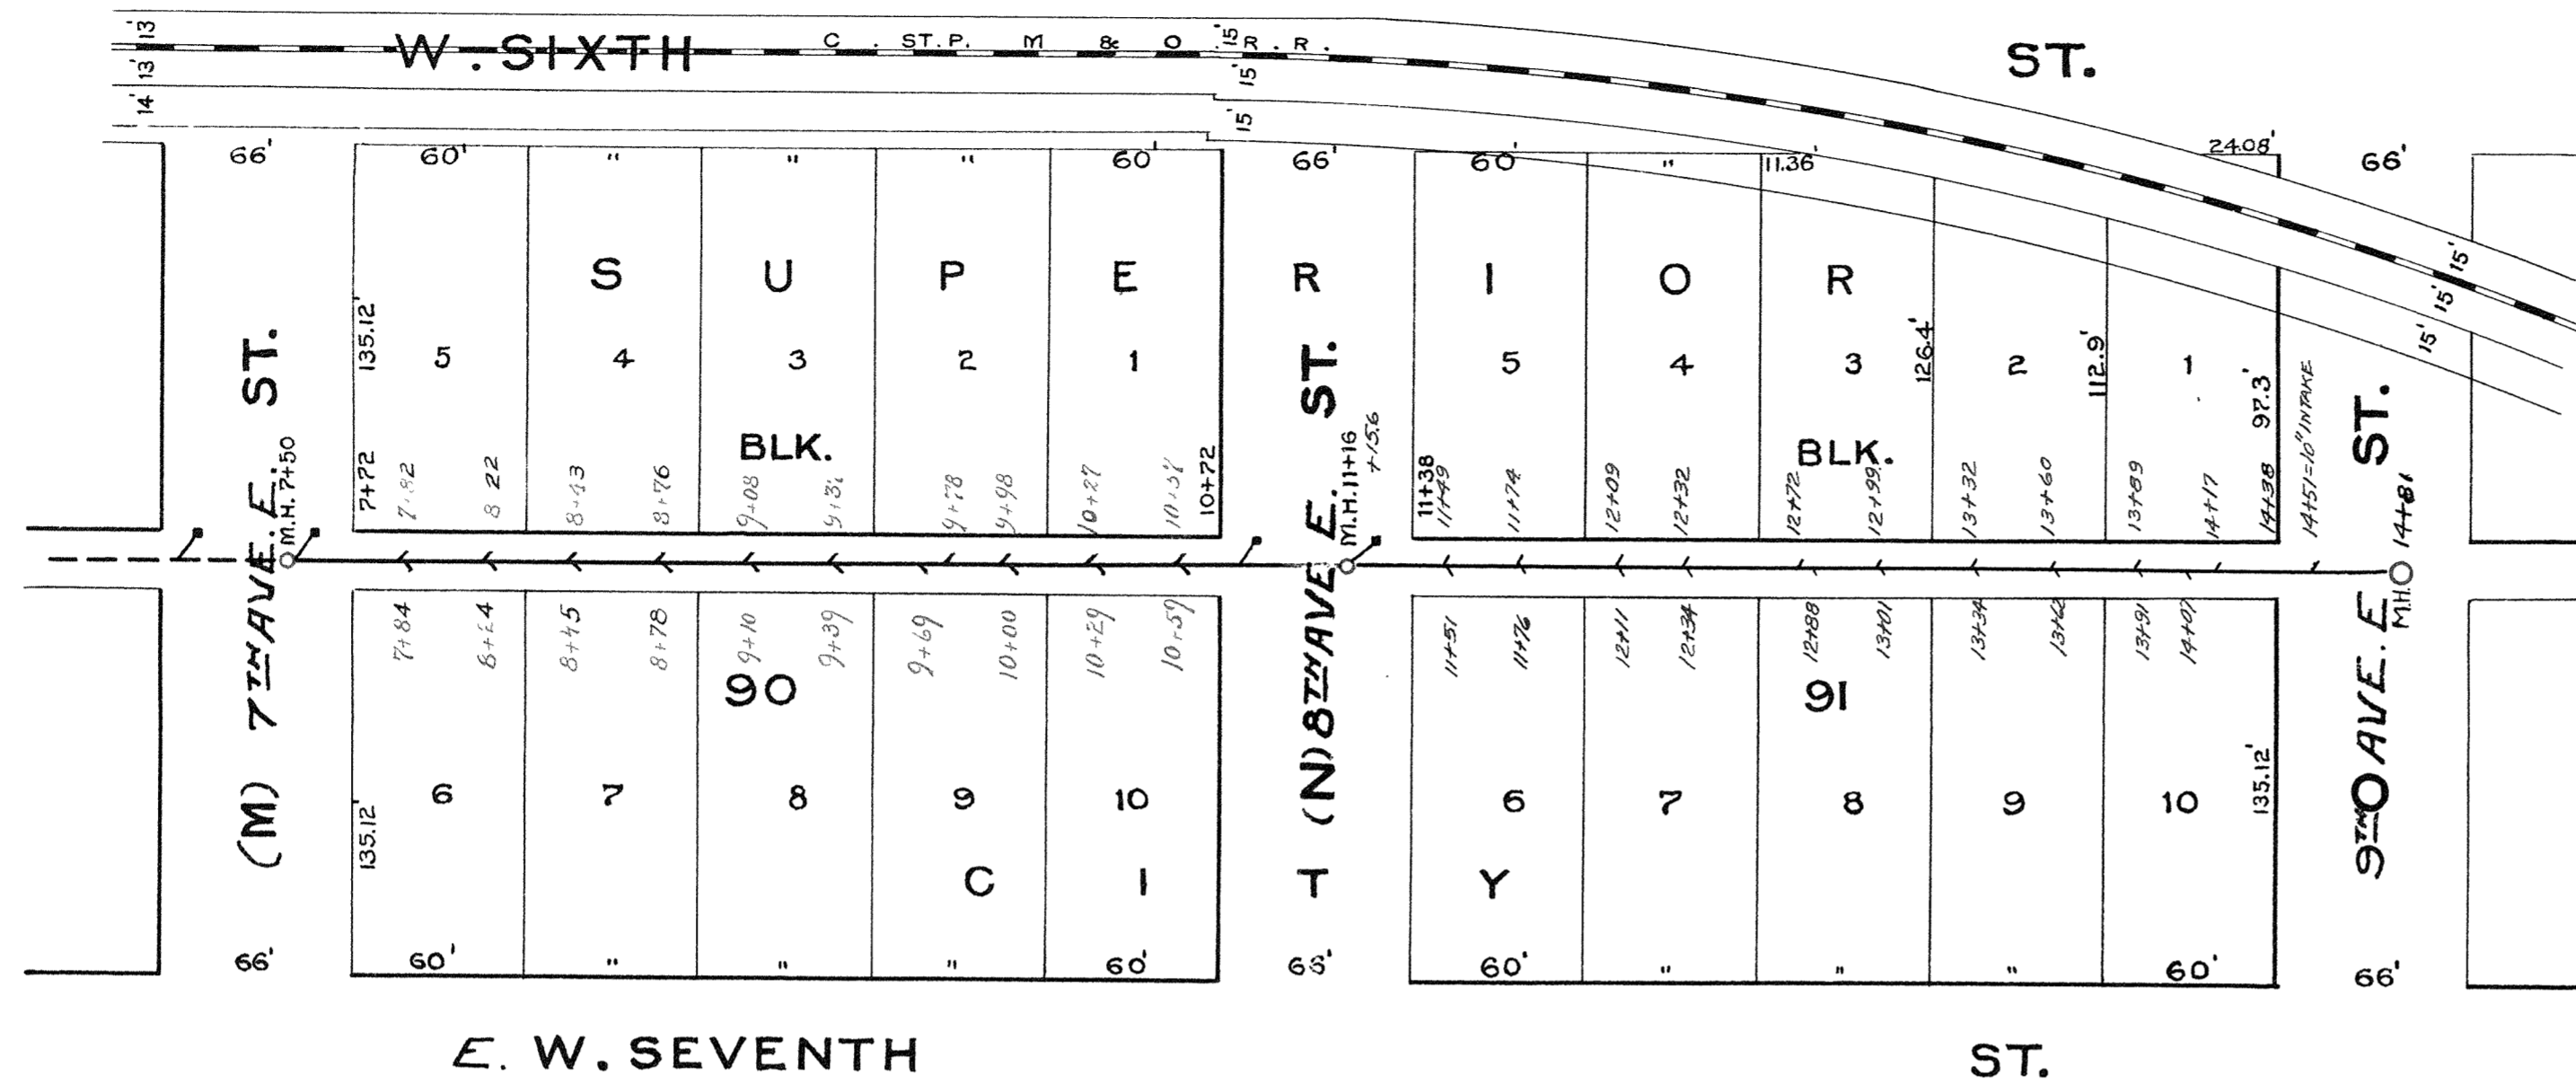 W. SIXTH C. ST. P. M & O R. R. ST.
13' 13' 14' 15' 15' 15'
66' 60' " " " 60' 66' 60' " 11.36' 24.08' 66'
S U P E R I O R
15' 15' 15'
135.12' 5 4 3 2 1 5 4 3 126.4' 2 112.9' 1 97.3'
BLK. BLK.
7+72 8 22 8+76 9+08 9+78 9+98 10+27 10+72
11+38 11+49 11+74 12+09 12+32 12+72 12+99 13+32 13+60 13+89 14+17 14+38 14+51=10" INTAKE
M.H. 7+50
M.H. 11+16 +15.6
M.H. 14+81
7+84 8+45 8+78 9+10 9+39 9+69 10+00 10+29 10+59
11+51 11+76 12+11 12+34 12+88 13+01 13+34 13+62 13+91 14+07
90 91
135.12' 6 7 8 9 10 6 7 8 9 10 135.12'
C I T Y
66' 60' " " " 60' 66' 60' " " " 60' 66'
(M) 7TH AVE. E. ST.
(N) 8TH AVE E. ST.
9TH O AVE. E ST.
E. W. SEVENTH ST.